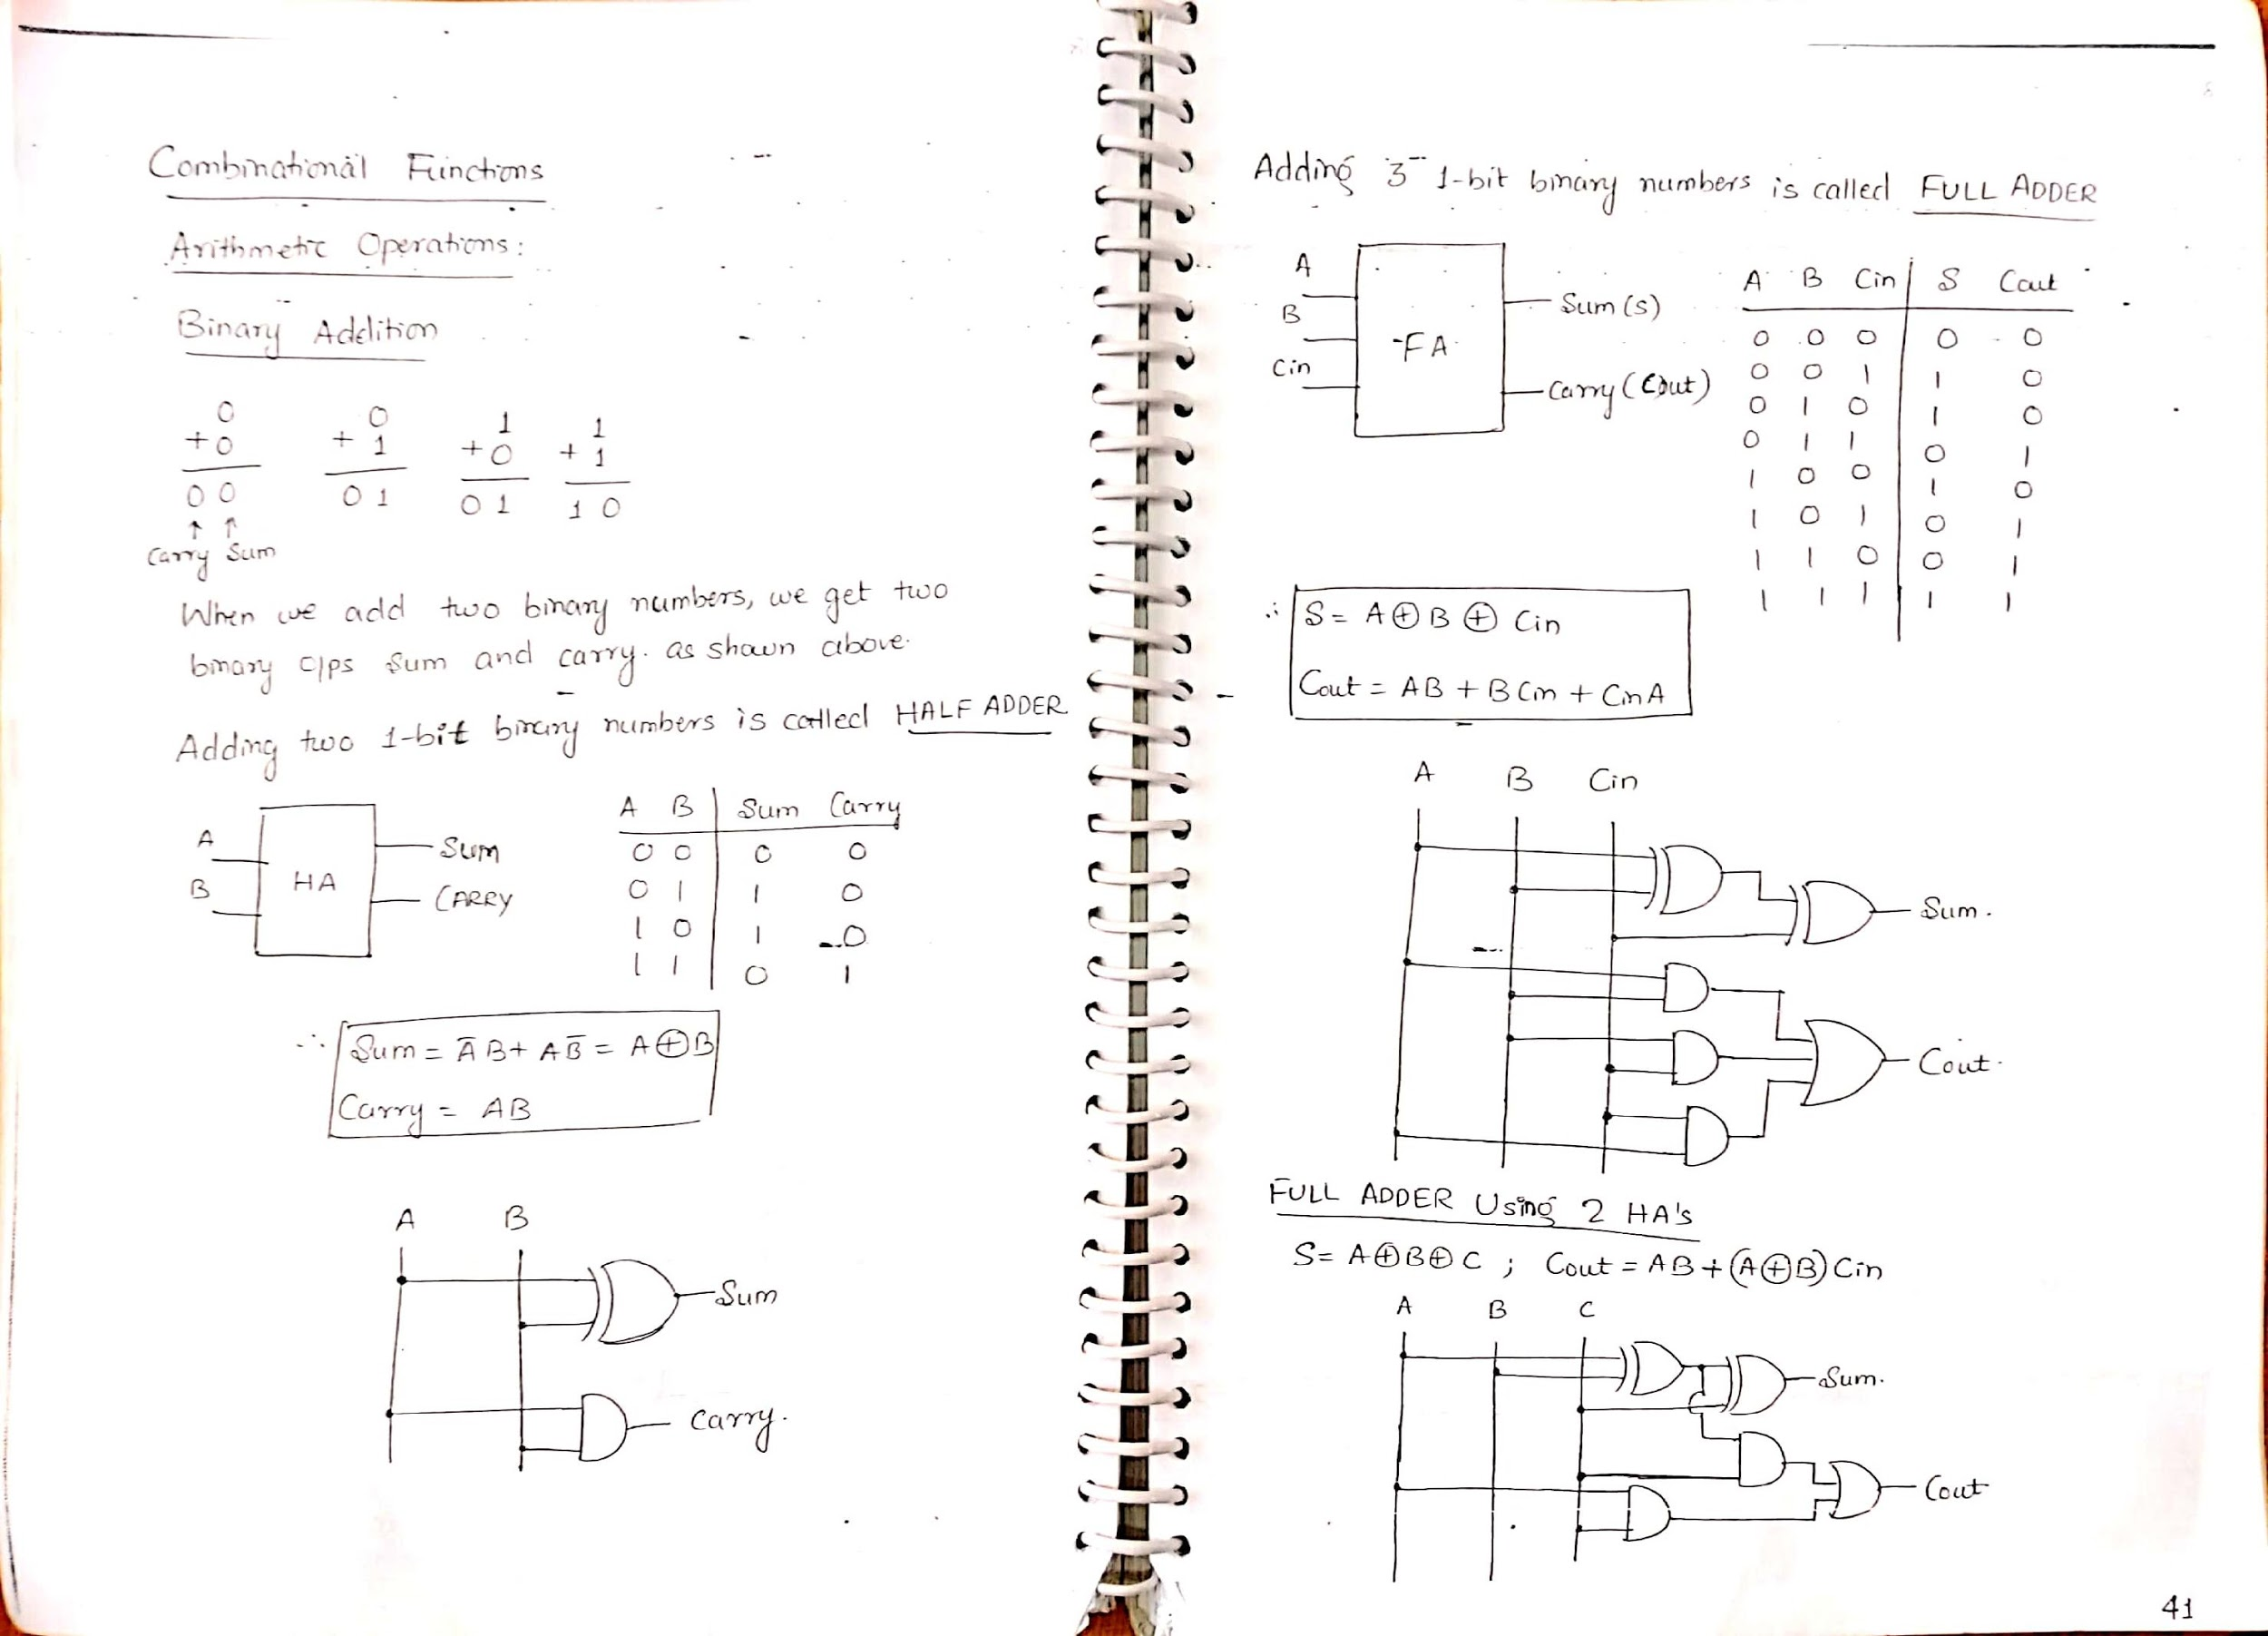 Combinational Functions
Arithmetic Operations:
Binary Addition
0 0 1 1
+0 + 1 +0 + 1
00 01 01 10
↑ ↑
Carry Sum
When we add two binary numbers, we get two
binary o/ps Sum and carry. as shown above.
Adding two 1-bit binary numbers is called HALF ADDER
A
B
HA
Sum
CARRY
A B Sum Carry
0 0 0 0
0 1 1 0
1 0 1 0
1 1 0 1
∴ Sum = A̅B + AB̅ = A⊕B
Carry = AB
A B
Sum
Carry.
Adding 3 1-bit binary numbers is called FULL ADDER
A
B
Cin
FA
Sum (S)
Carry (Cout)
A B Cin S Cout
0 0 0 0 0
0 0 1 1 0
0 1 0 1 0
0 1 1 0 1
1 0 0 1 0
1 0 1 0 1
1 1 0 0 1
1 1 1 1 1
∴ S = A⊕B⊕Cin
Cout = AB + BCin + CinA
A B Cin
Sum.
Cout.
FULL ADDER Using 2 HA's
S = A⊕B⊕C ; Cout = AB + (A⊕B) Cin
A B C
Sum.
Cout
41